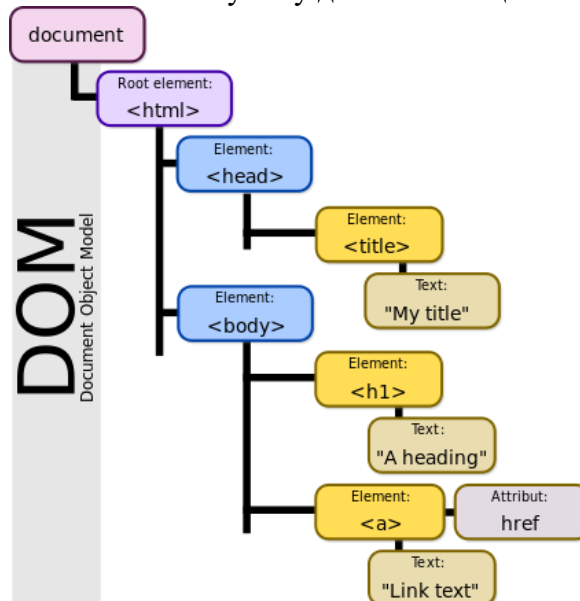 document
Root element:
<html>
Element:
<head>
Element:
<title>
Text:
"My title"
Element:
<body>
Element:
<h1>
Text:
"A heading"
Element:
<a>
Attribut:
href
Text:
"Link text"
DOM
Document Object Model